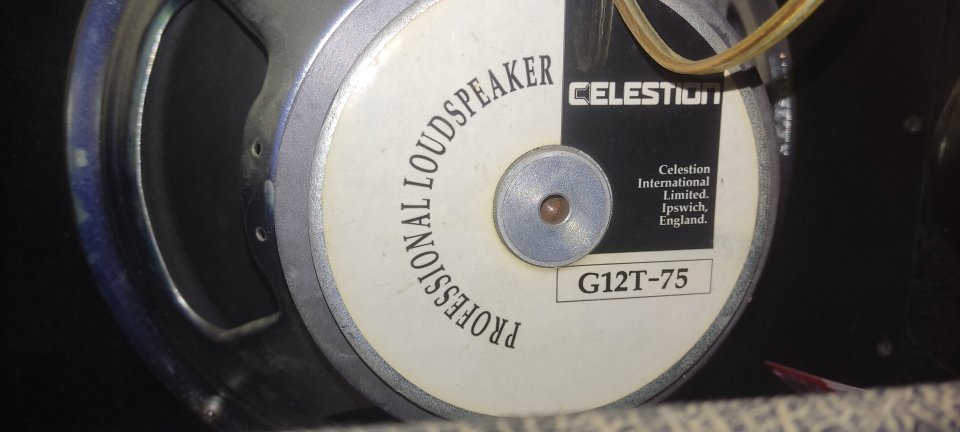 PROFESSIONAL LOUDSPEAKER
CELESTION
Celestion
International
Limited.
Ipswich,
England.
G12T-75